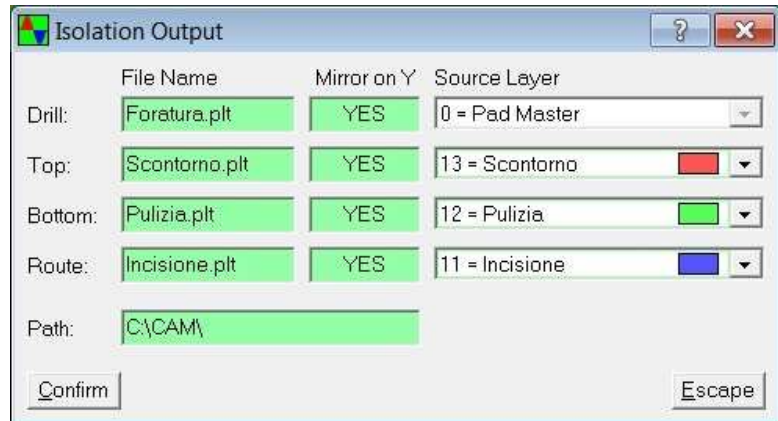 Isolation Output
File Name Mirror on Y Source Layer
Drill: Foratura.plt YES 0 = Pad Master
Top: Scontorno.plt YES 13 = Scontorno
Bottom: Pulizia.plt YES 12 = Pulizia
Route: Incisione.plt YES 11 = Incisione
Path: C:\CAM\
Confirm Escape